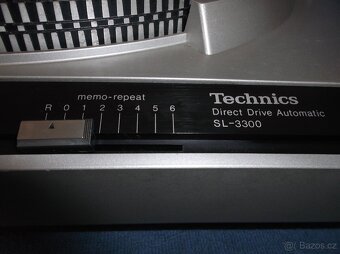 memo-repeat
R 0 1 2 3 4 5 6
Technics
Direct Drive Automatic
SL-3300
Bazos.cz